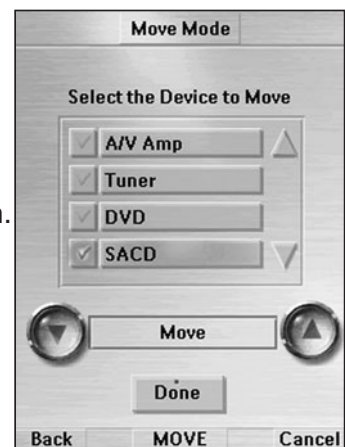 Move Mode
Select the Device to Move
A/V Amp
Tuner
DVD
SACD
Move
Done
Back MOVE Cancel